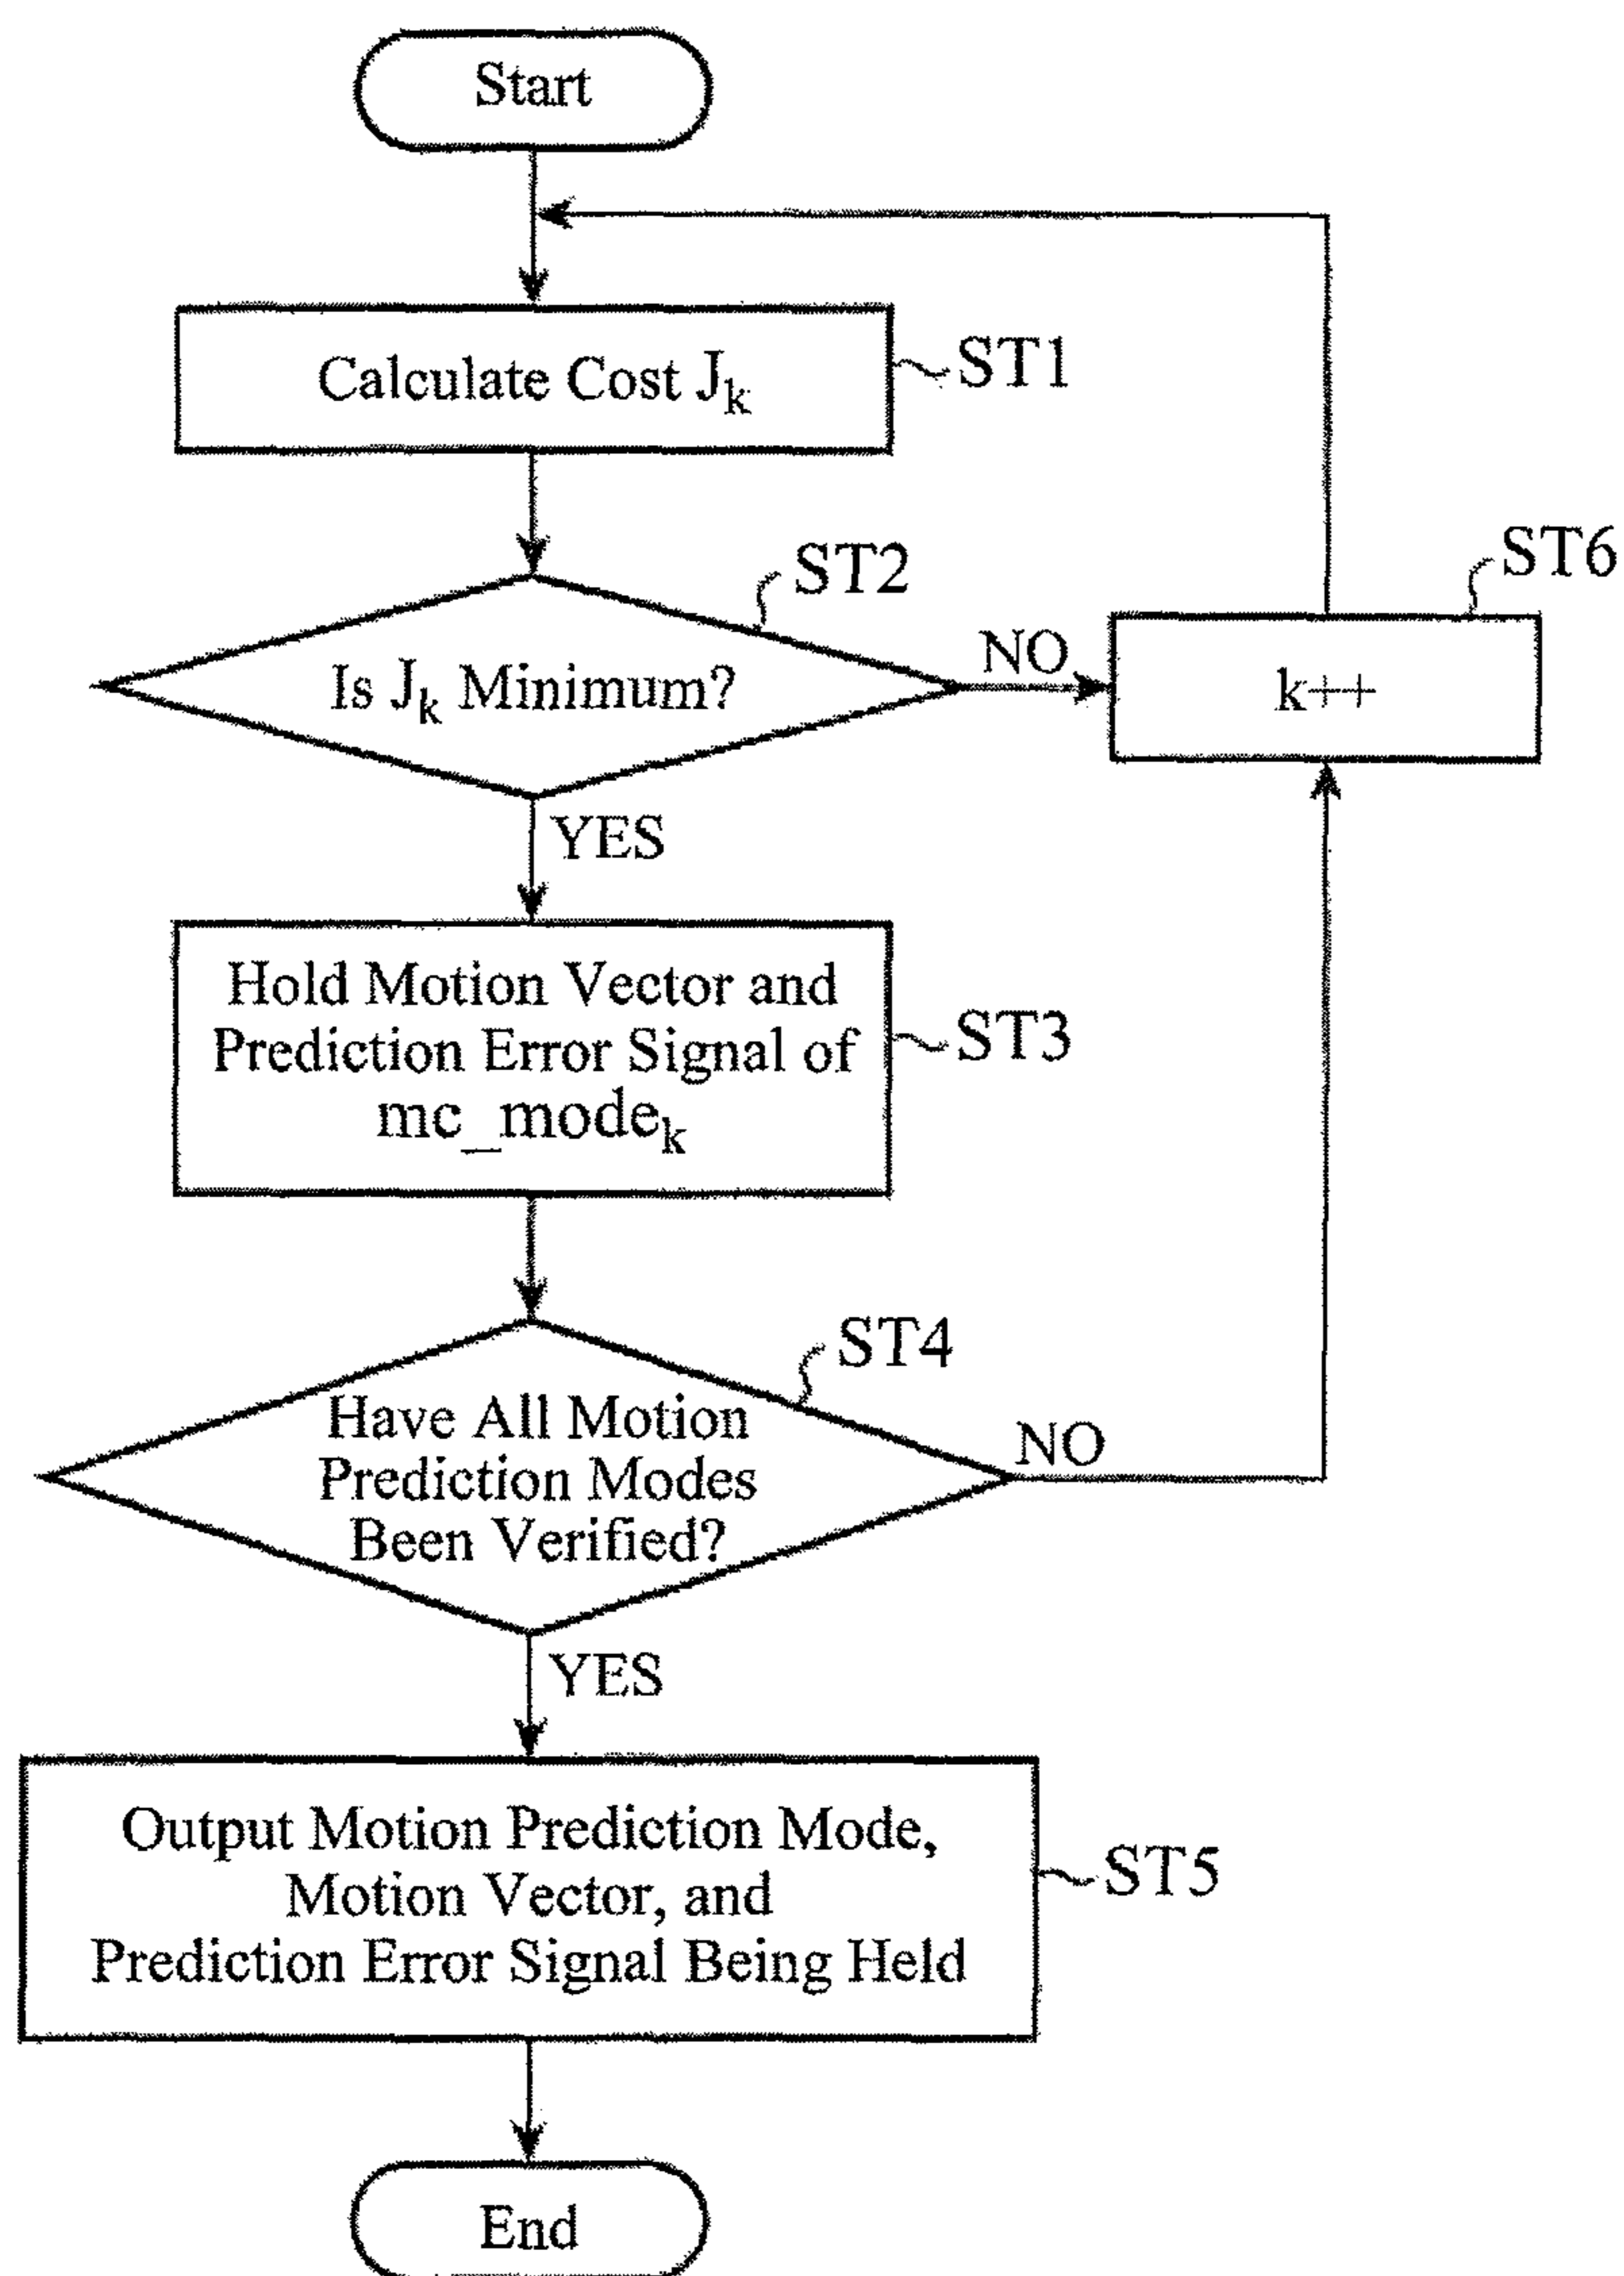 Start
Calculate Cost Jk
ST1
ST2
Is Jk Minimum?
NO
ST6
k++
YES
Hold Motion Vector and
Prediction Error Signal of
mc_modek
ST3
ST4
Have All Motion
Prediction Modes
Been Verified?
NO
YES
Output Motion Prediction Mode,
Motion Vector, and
Prediction Error Signal Being Held
ST5
End